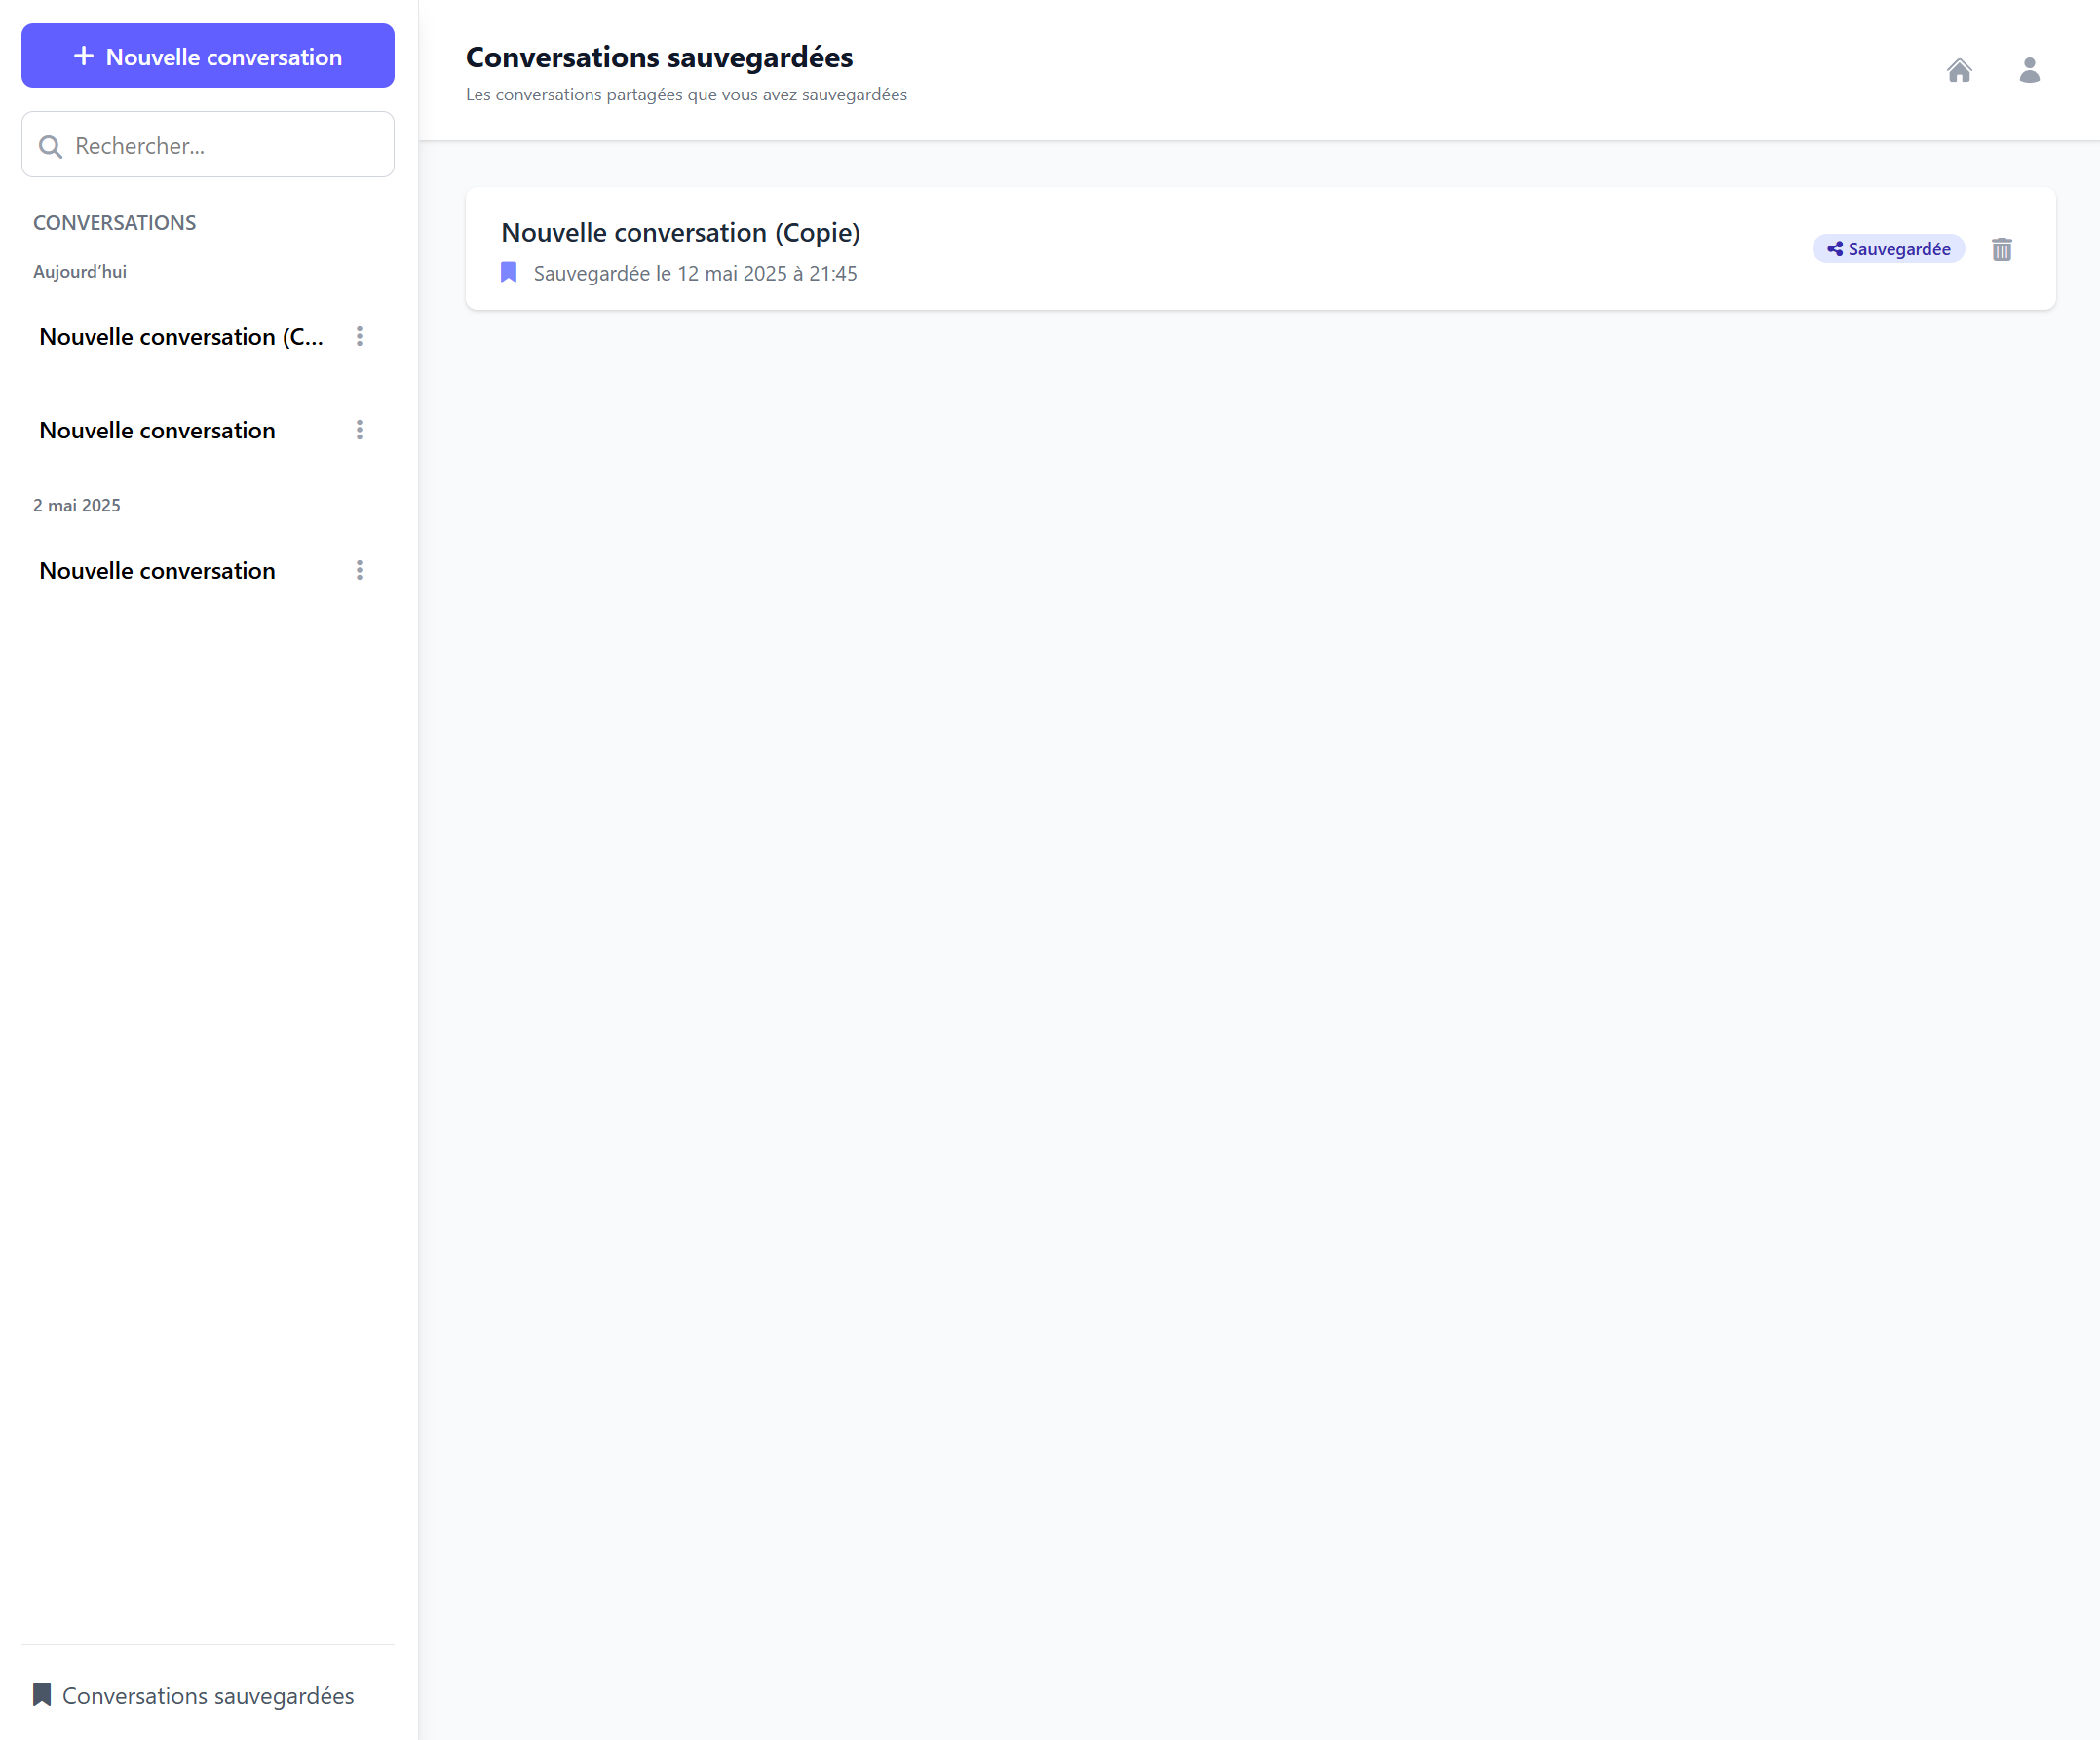 Nouvelle conversation
Rechercher...
CONVERSATIONS
Aujourd'hui
Nouvelle conversation (C...
Nouvelle conversation
2 mai 2025
Nouvelle conversation
Conversations sauvegardées
Conversations sauvegardées
Les conversations partagées que vous avez sauvegardées
Nouvelle conversation (Copie)
Sauvegardée le 12 mai 2025 à 21:45
Sauvegardée